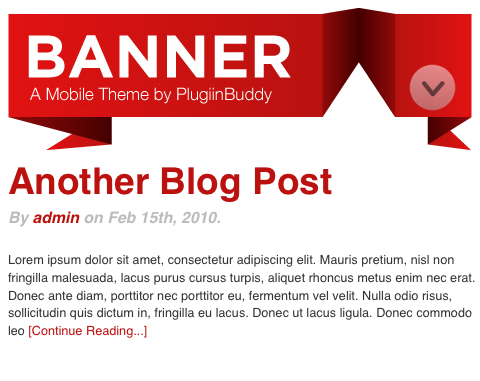 BANNER
A Mobile Theme by PlugiinBuddy
Another Blog Post
By admin on Feb 15th, 2010.
Lorem ipsum dolor sit amet, consectetur adipiscing elit. Mauris pretium, nisl non
fringilla malesuada, lacus purus cursus turpis, aliquet rhoncus metus enim nec erat.
Donec ante diam, porttitor nec porttitor eu, fermentum vel velit. Nulla odio risus,
sollicitudin quis dictum in, fringilla eu lacus. Donec ut lacus ligula. Donec commodo
leo [Continue Reading...]